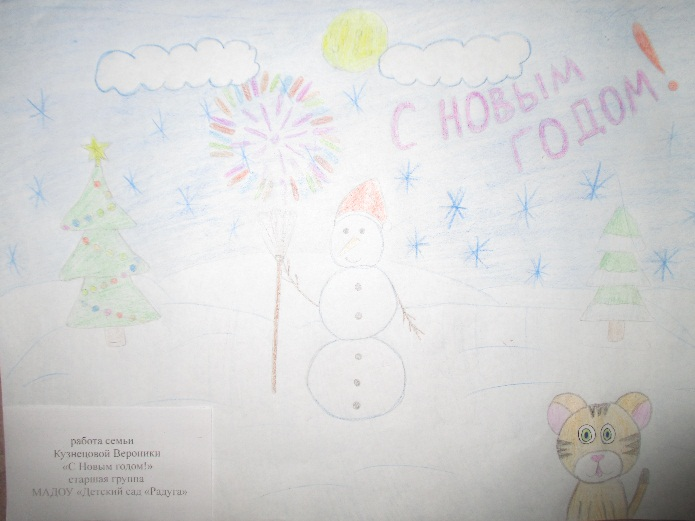 С НОВЫМ
ГОДОМ!
работа семьи
Кузнецовой Вероники
«С Новым годом!»
старшая группа
МАДОУ «Детский сад «Радуга»